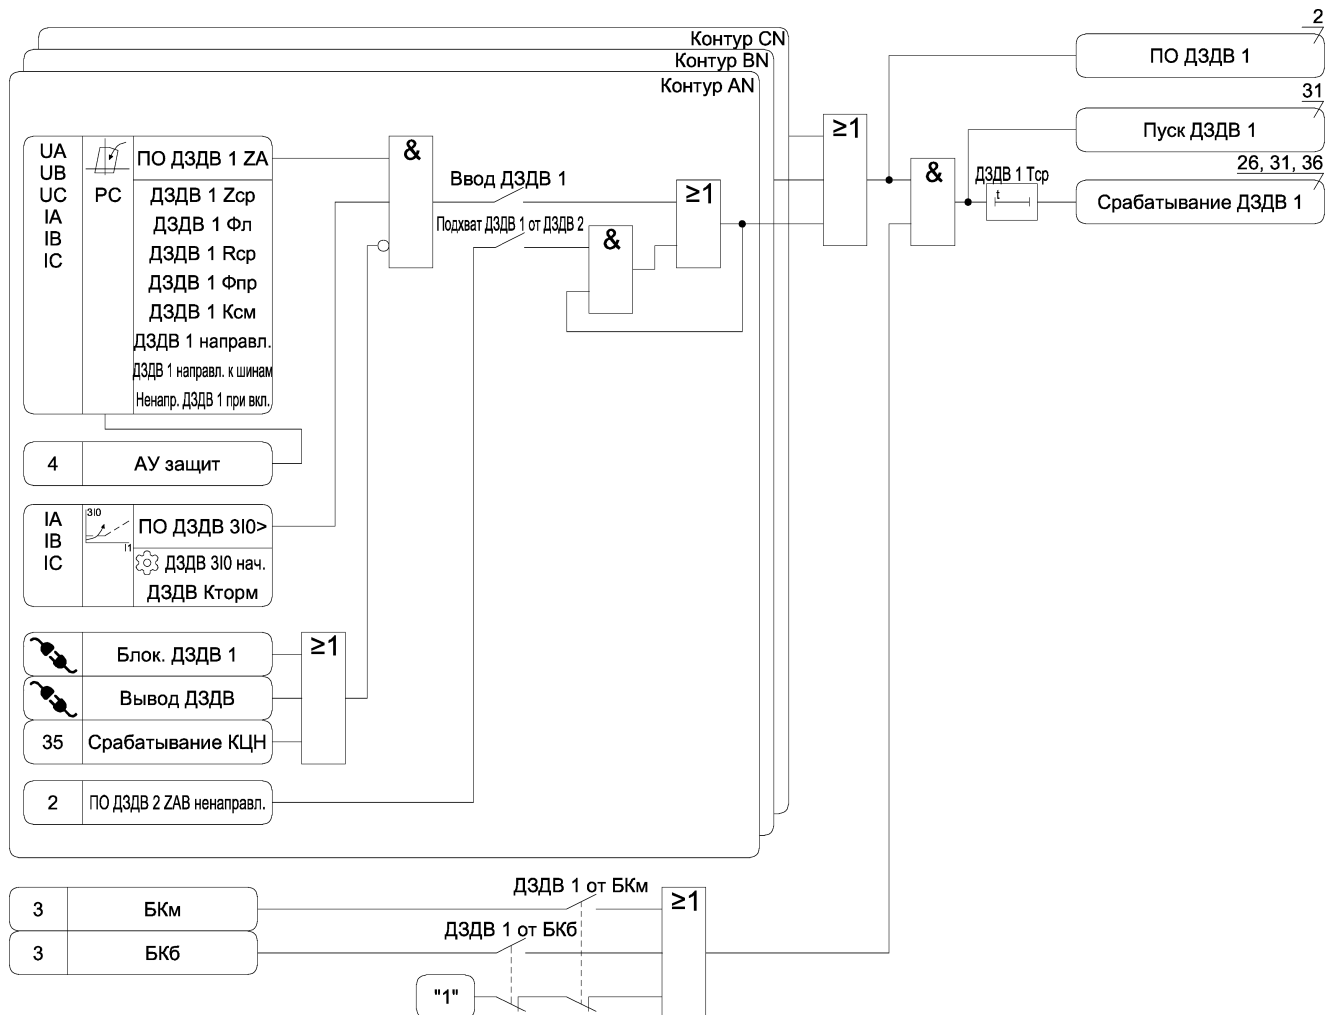 2
Контур CN
Контур BN
Контур AN
ПО ДЗДВ 1
31
Пуск ДЗДВ 1
26, 31, 36
Срабатывание ДЗДВ 1
ДЗДВ 1 Тср
t
≥1
&
UA
UB
UC
IA
IB
IC
РС
ПО ДЗДВ 1 ZA
ДЗДВ 1 Zср
ДЗДВ 1 Фл
ДЗДВ 1 Rср
ДЗДВ 1 Фпр
ДЗДВ 1 Ксм
ДЗДВ 1 направл.
ДЗДВ 1 направл. к шинам
Ненапр. ДЗДВ 1 при вкл.
&
Ввод ДЗДВ 1
Подхват ДЗДВ 1 от ДЗДВ 2
&
≥1
4 АУ защит
IA
IB
IC
3I0
I1
ПО ДЗДВ 3I0>
ДЗДВ 3I0 нач.
ДЗДВ Кторм
Блок. ДЗДВ 1
Вывод ДЗДВ
35 Срабатывание КЦН
≥1
2 ПО ДЗДВ 2 ZAB ненаправл.
3 БКм
3 БКб
ДЗДВ 1 от БКм
ДЗДВ 1 от БКб
≥1
"1"